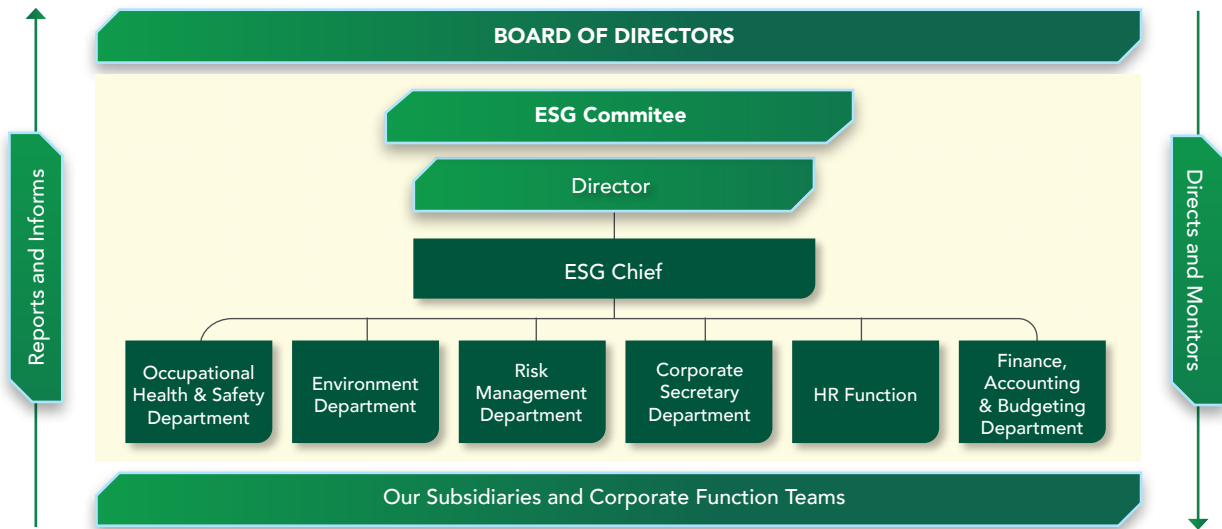 BOARD OF DIRECTORS
ESG Commitee
Director
ESG Chief
Occupational
Health & Safety
Department
Environment
Department
Risk
Management
Department
Corporate
Secretary
Department
HR Function
Finance,
Accounting
& Budgeting
Department
Our Subsidiaries and Corporate Function Teams
Reports and Informs
Directs and Monitors